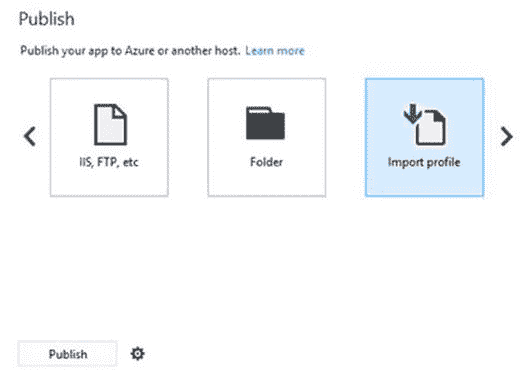 Publish
Publish your app to Azure or another host. Learn more
IIS, FTP, etc
Folder
Import profile
Publish